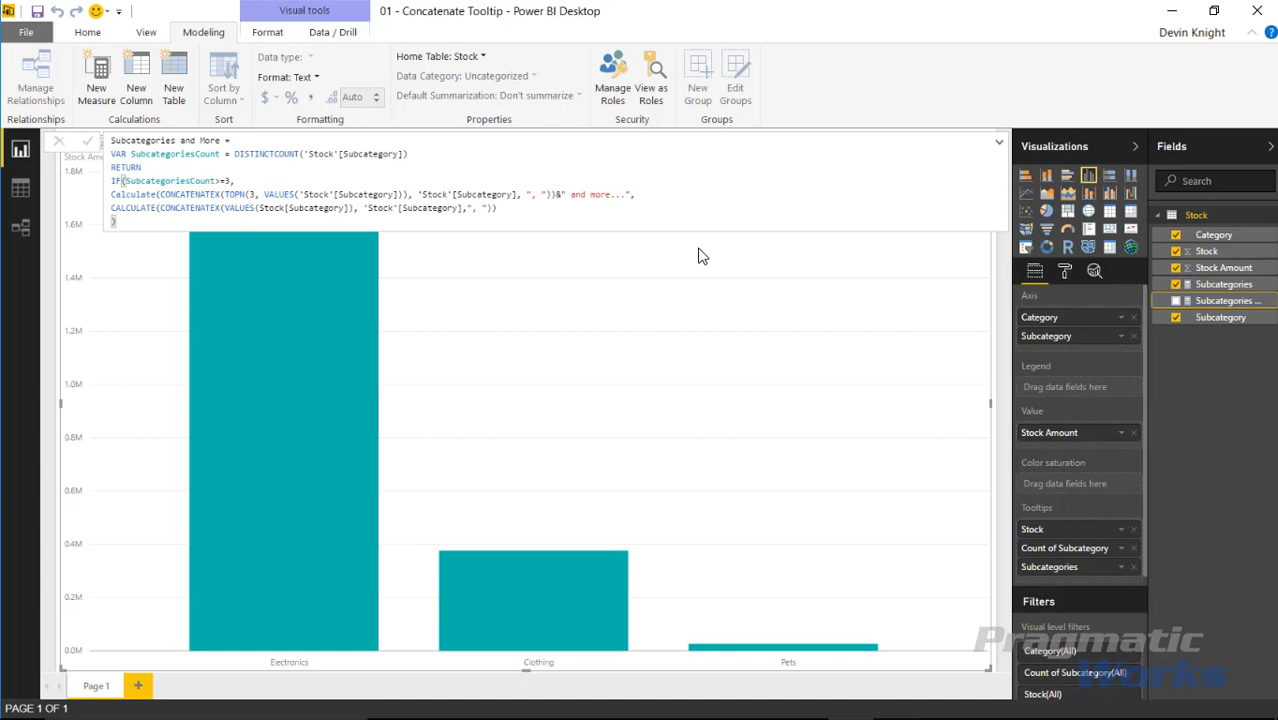 Visual tools
01 - Concatenate Tooltip - Power BI Desktop
File
Home
View
Modeling
Format
Data / Drill
Devin Knight
Manage
Relationships
New
Measure
New
Column
New
Table
Sort by
Column
Data type:
Format: Text
$ % , Auto
Home Table: Stock
Data Category: Uncategorized
Default Summarization: Don't summarize
Manage
Roles
View as
Roles
New
Group
Edit
Groups
Relationships
Calculations
Sort
Formatting
Properties
Security
Groups
Subcategories and More =
VAR SubcategoriesCount = DISTINCTCOUNT('Stock'[Subcategory])
RETURN
IF(SubcategoriesCount>=3,
Calculate(CONCATENATEX(TOPN(3, VALUES('Stock'[Subcategory])), 'Stock'[Subcategory], ", "))&" and more...",
CALCULATE(CONCATENATEX(VALUES(Stock[Subcategory]), 'Stock'[Subcategory],", "))
)
Stock Am
1.8M
1.6M
1.4M
1.2M
1.0M
0.8M
0.6M
0.4M
0.2M
0.0M
Electronics
Clothing
Pets
Visualizations
Axis
Category
Subcategory
Legend
Drag data fields here
Value
Stock Amount
Color saturation
Drag data fields here
Tooltips
Stock
Count of Subcategory
Subcategories
Filters
Visual level filters
Category(All)
Count of Subcategory(All)
Stock(All)
Fields
Search
Stock
Category
Stock
Stock Amount
Subcategories
Subcategories ...
Subcategory
Pragmatic
Works
Page 1
PAGE 1 OF 1